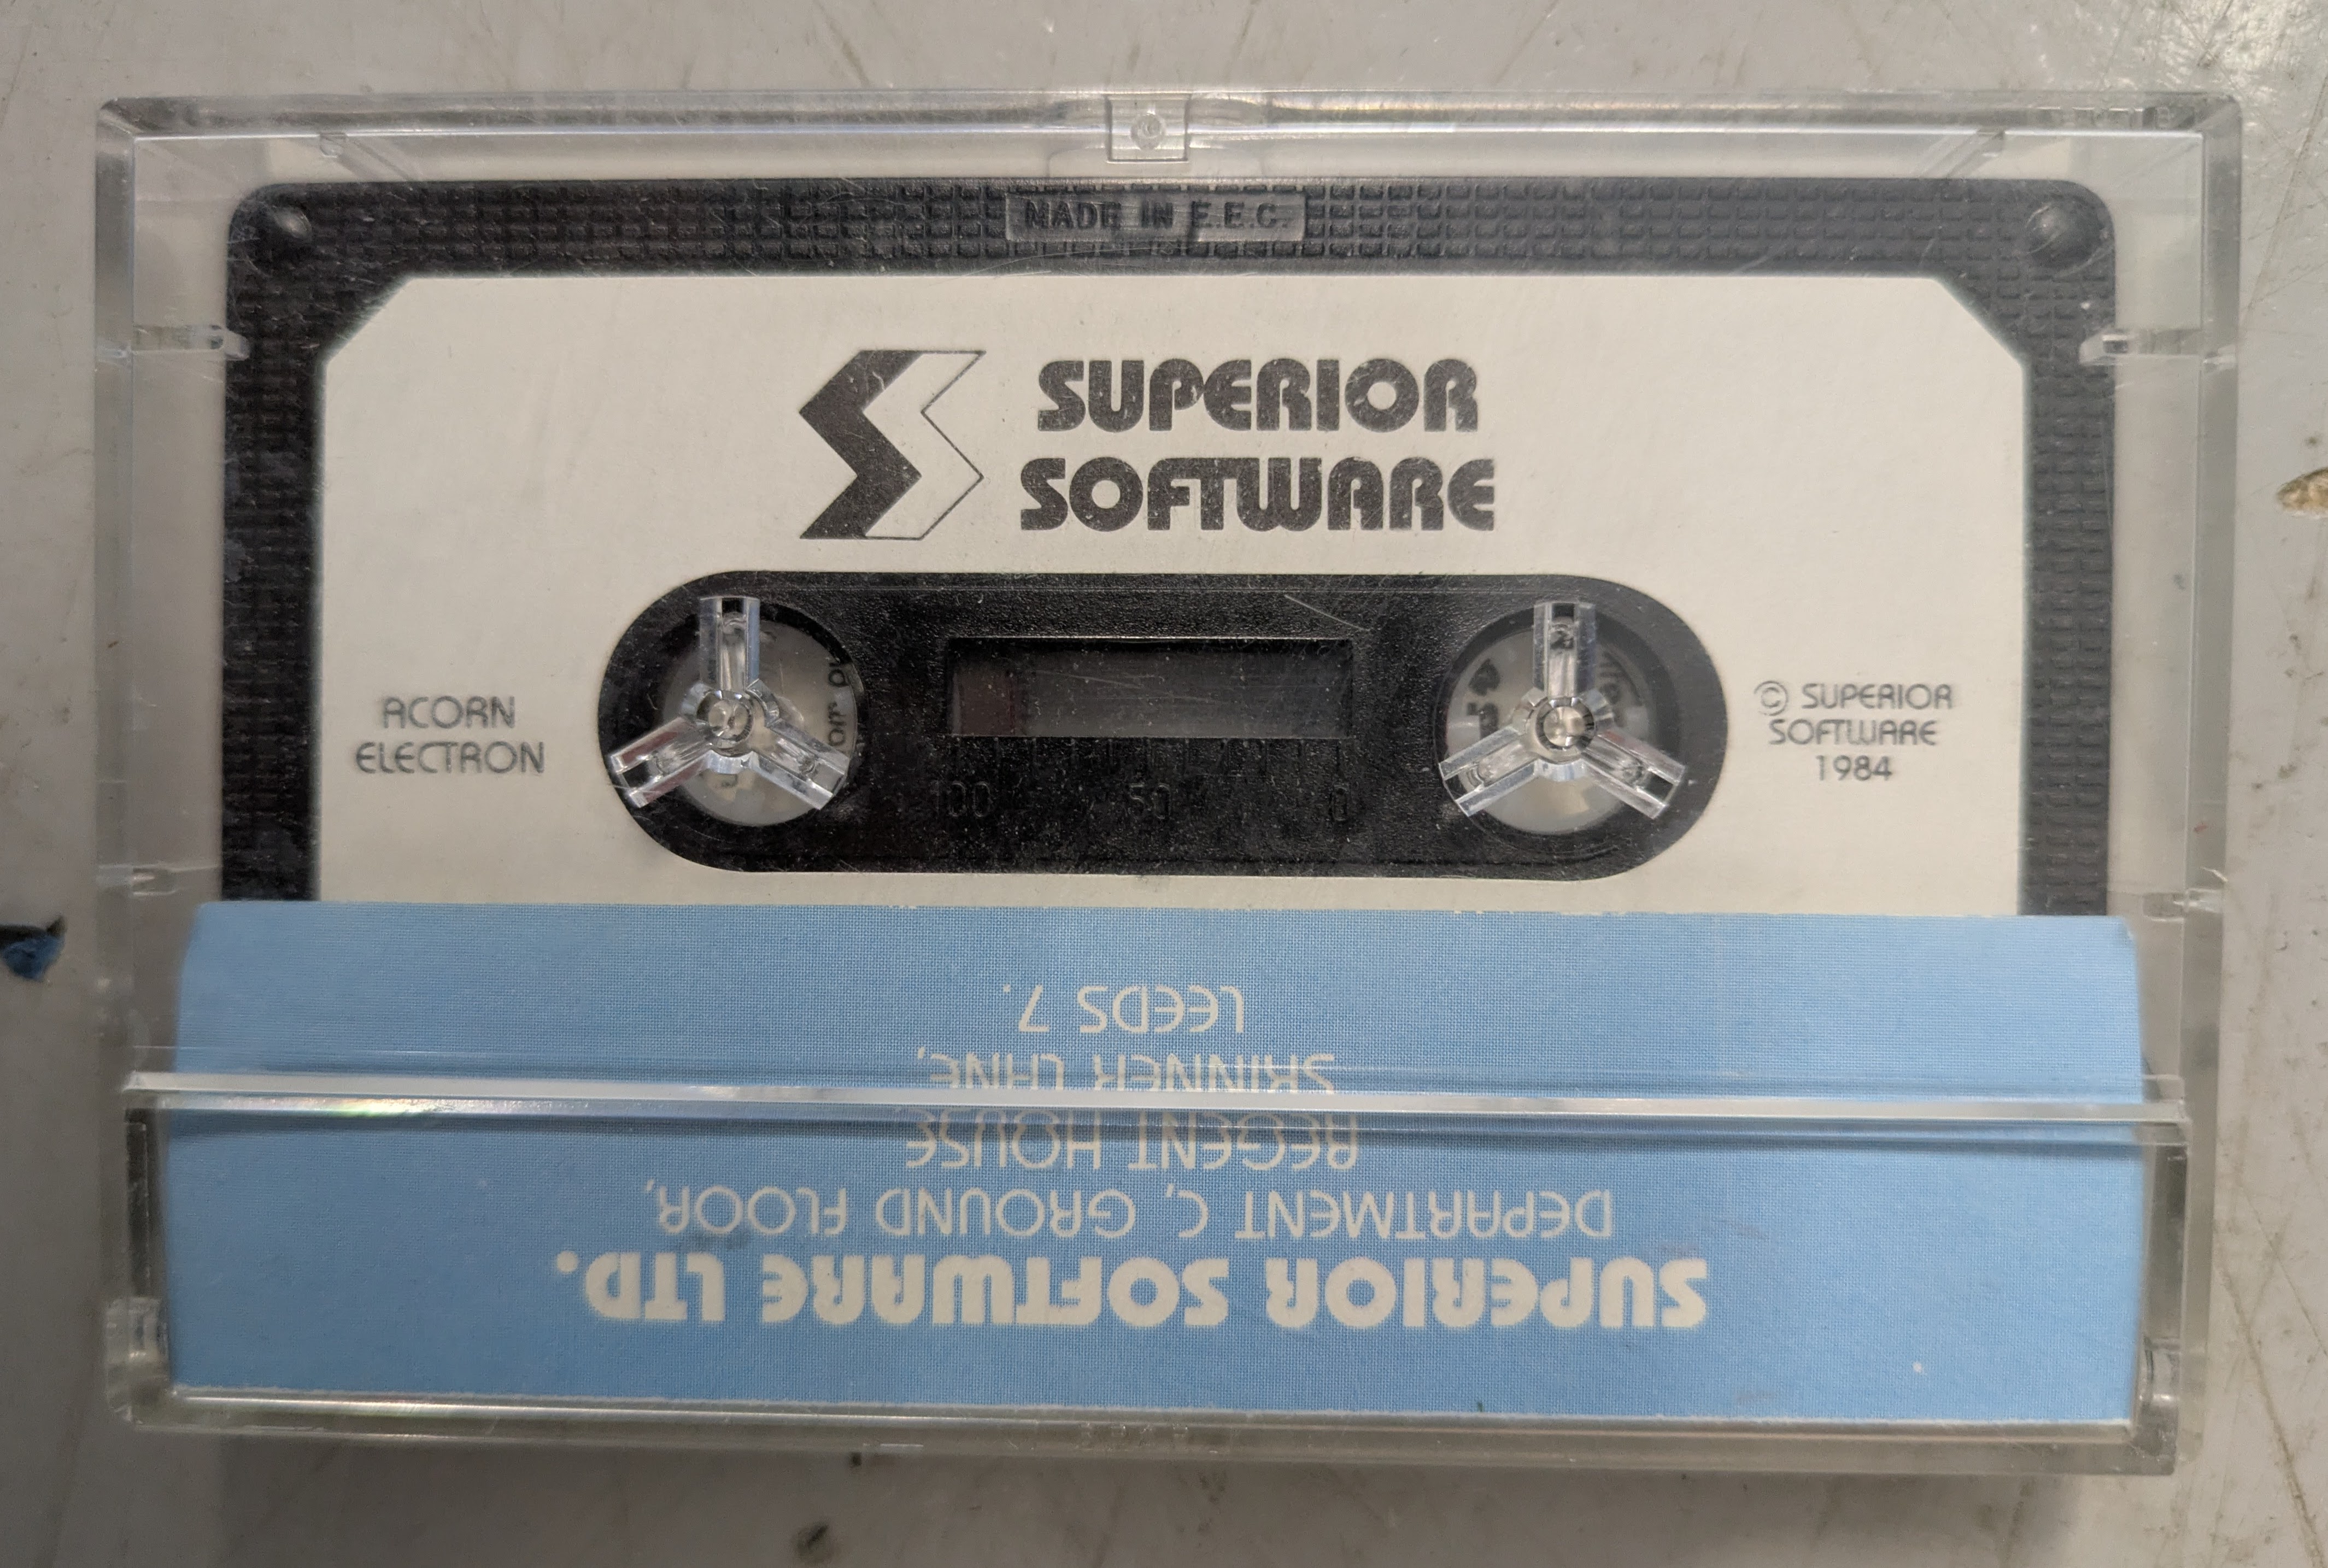 MADE IN E.E.C.
SUPERIOR
SOFTWARE
ACORN
ELECTRON
100 50 0
© SUPERIOR
SOFTWARE
1984
SUPERIOR SOFTWARE LTD.
DEPARTMENT C, GROUND FLOOR,
REGENT HOUSE,
SKINNER LANE,
LEEDS 7.